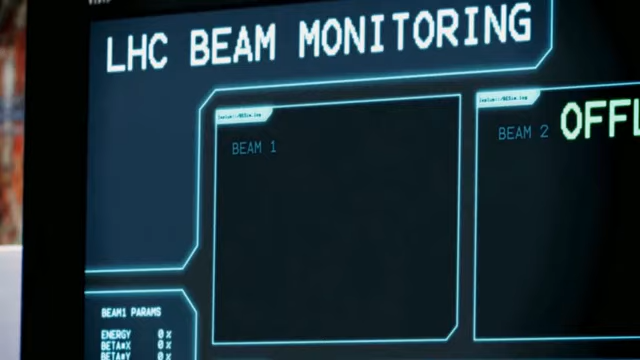 LHC BEAM MONITORING
BEAM 1
BEAM 2 OFFL
BEAM1 PARAMS
ENERGY 0x
BETA*X 0x
BETA*Y 0x